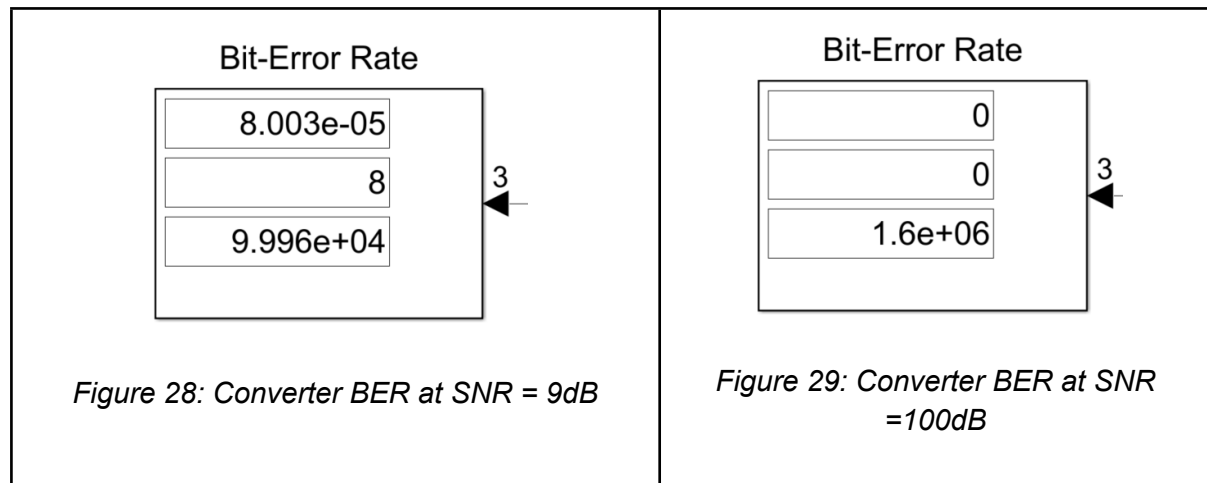 Bit-Error Rate
8.003e-05
8
3
9.996e+04
Figure 28: Converter BER at SNR = 9dB
Bit-Error Rate
0
0
3
1.6e+06
Figure 29: Converter BER at SNR
=100dB